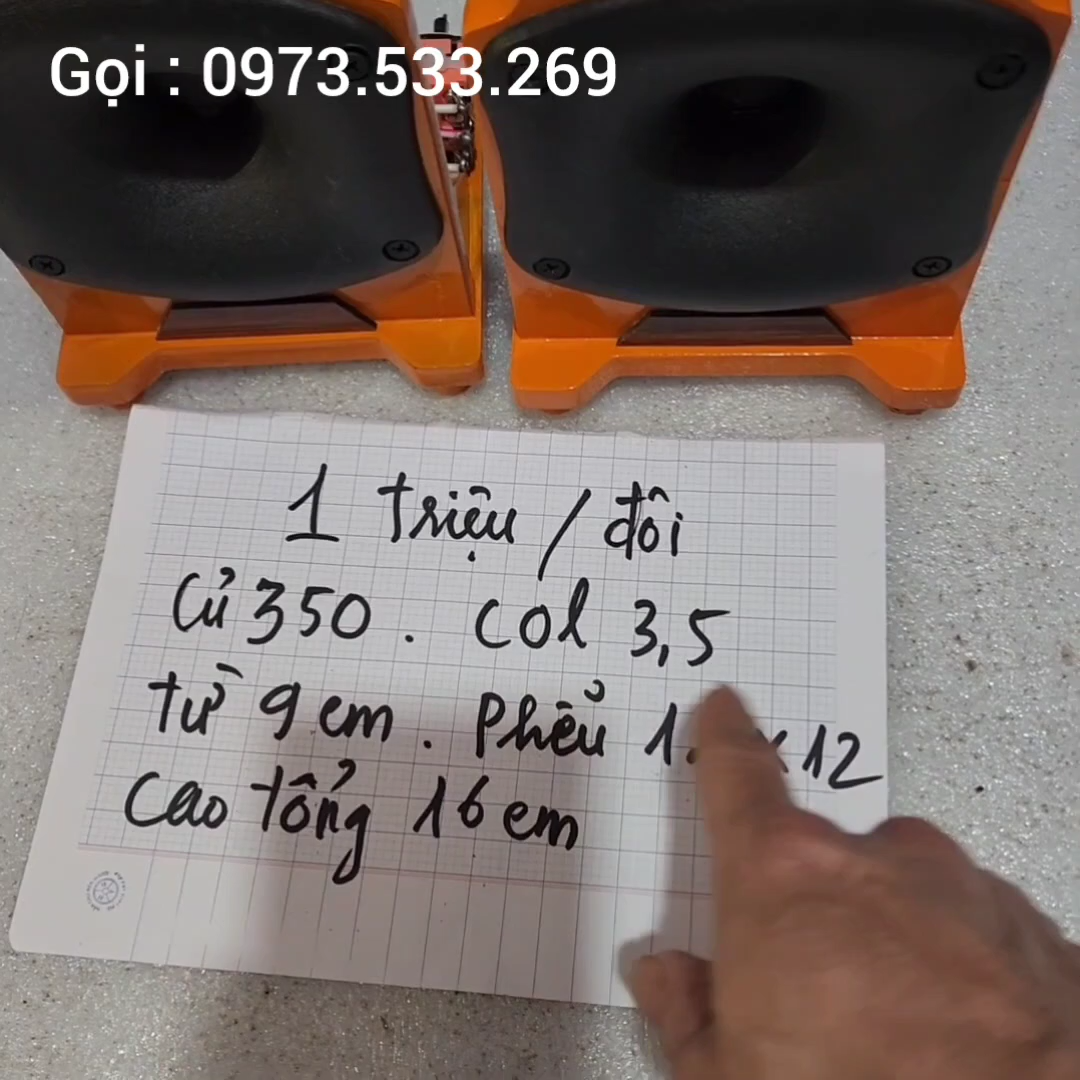 Gọi : 0973.533.269
1 triệu / đôi
Củ 350 . col 3,5
từ 9 cm . Phễu x 12
Cao tổng 16 cm